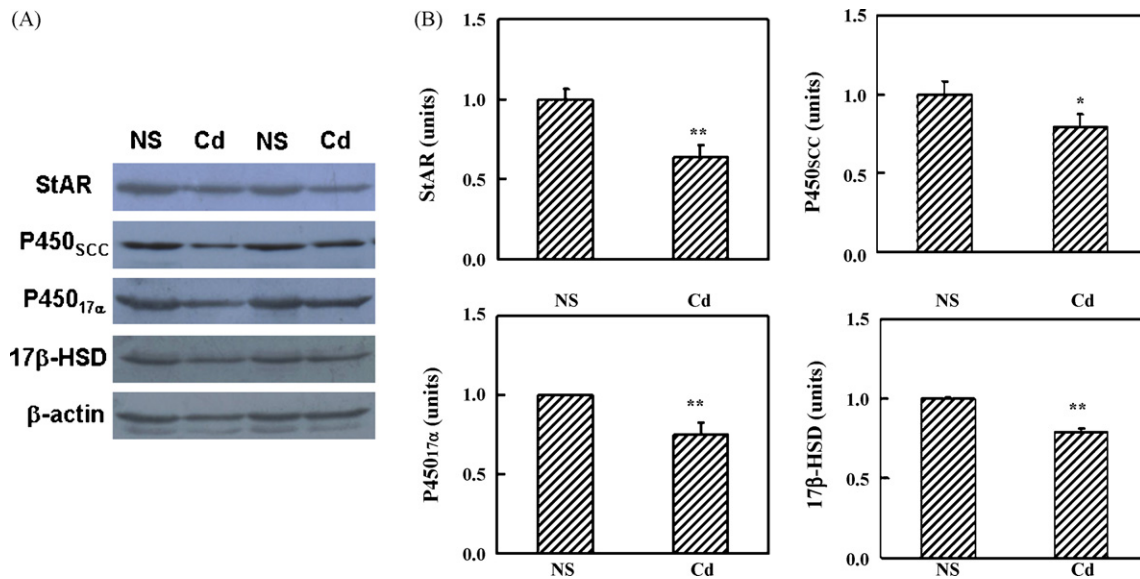 (A)
NS Cd NS Cd
StAR
P450SCC
P45017α
17β-HSD
β-actin
(B)
1.5
1.0
0.5
0.0
StAR (units)
**
NS Cd
1.5
1.0
0.5
0.0
P450SCC (units)
*
NS Cd
1.5
1.0
0.5
0.0
P45017α (units)
**
NS Cd
1.5
1.0
0.5
0.0
17β-HSD (units)
**
NS Cd